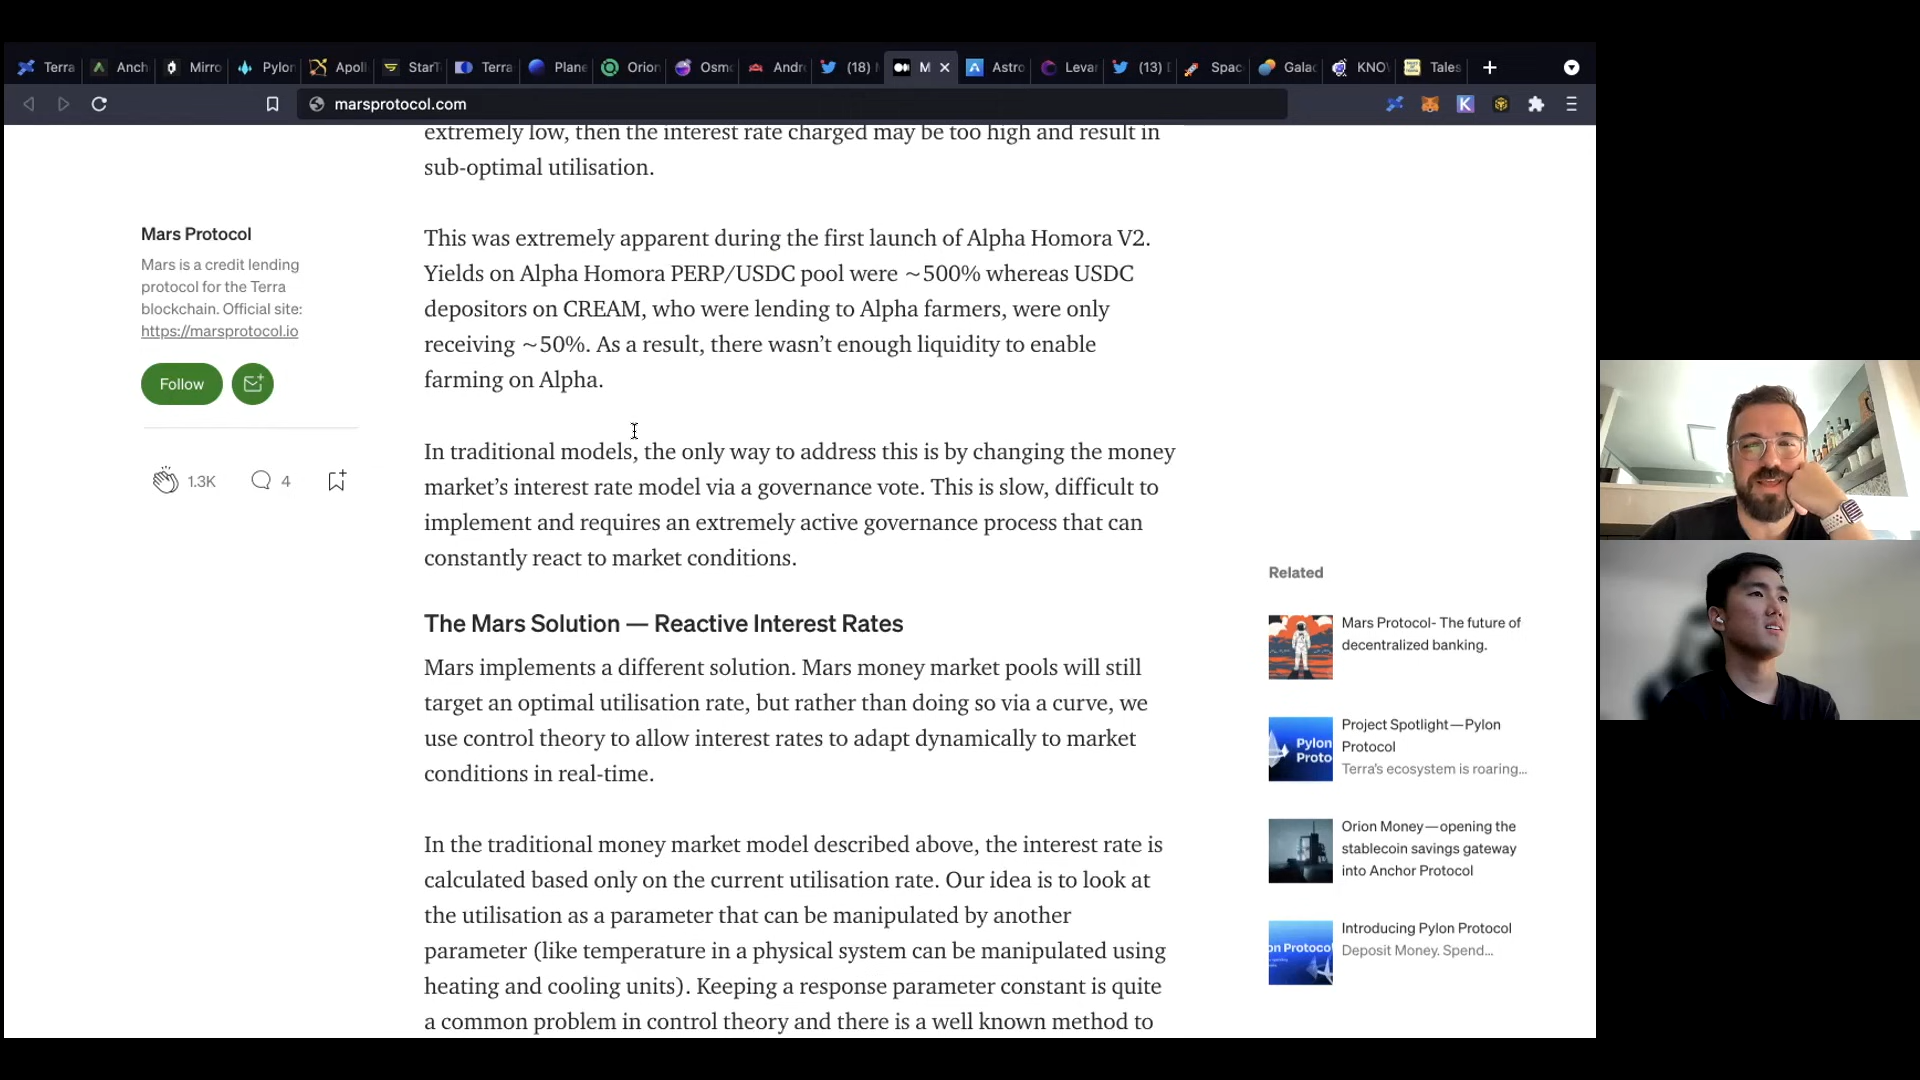 Terra
Anch
Mirro
Pylon
Apoll
StarT
Terra
Plane
Orion
Osmo
Andr
(18)
M
Astro
Leva
(13)
Spac
Galac
KNO
Tales
marsprotocol.com
extremely low, then the interest rate charged may be too high and result in
sub-optimal utilisation.
Mars Protocol
Mars is a credit lending
protocol for the Terra
blockchain. Official site:
https://marsprotocol.io
Follow
1.3K
4
This was extremely apparent during the first launch of Alpha Homora V2.
Yields on Alpha Homora PERP/USDC pool were ~500% whereas USDC
depositors on CREAM, who were lending to Alpha farmers, were only
receiving ~50%. As a result, there wasn’t enough liquidity to enable
farming on Alpha.
In traditional models, the only way to address this is by changing the money
market’s interest rate model via a governance vote. This is slow, difficult to
implement and requires an extremely active governance process that can
constantly react to market conditions.
The Mars Solution — Reactive Interest Rates
Mars implements a different solution. Mars money market pools will still
target an optimal utilisation rate, but rather than doing so via a curve, we
use control theory to allow interest rates to adapt dynamically to market
conditions in real-time.
In the traditional money market model described above, the interest rate is
calculated based only on the current utilisation rate. Our idea is to look at
the utilisation as a parameter that can be manipulated by another
parameter (like temperature in a physical system can be manipulated using
heating and cooling units). Keeping a response parameter constant is quite
a common problem in control theory and there is a well known method to
Related
Mars Protocol- The future of
decentralized banking.
Pylon
Proto
Project Spotlight — Pylon
Protocol
Terra’s ecosystem is roaring…
Orion Money — opening the
stablecoin savings gateway
into Anchor Protocol
on Protocol
Introducing Pylon Protocol
Deposit Money. Spend…